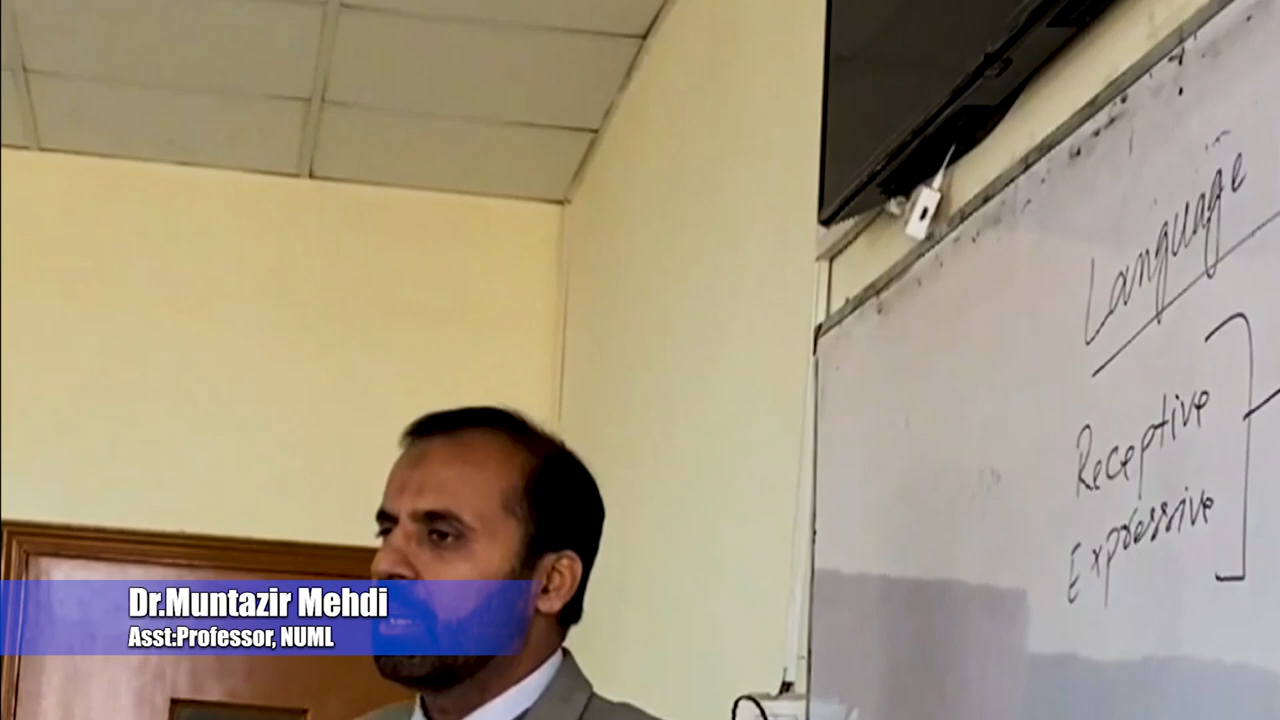 Language
Receptive
Expressive
Dr.Muntazir Mehdi
Asst:Professor, NUML